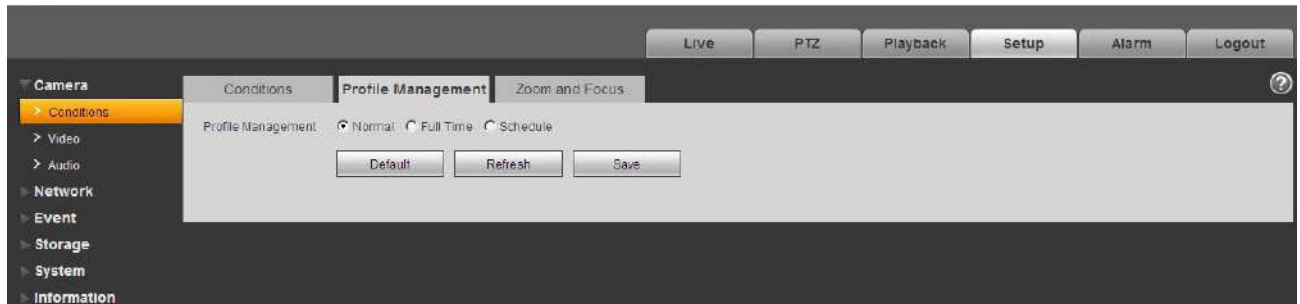 Live PTZ Playback Setup Alarm Logout
Camera
Conditions Profile Management Zoom and Focus
> Conditions
Profile Management Normal Full Time Schedule
> Video
> Audio
Default Refresh Save
Network
Event
Storage
System
Information